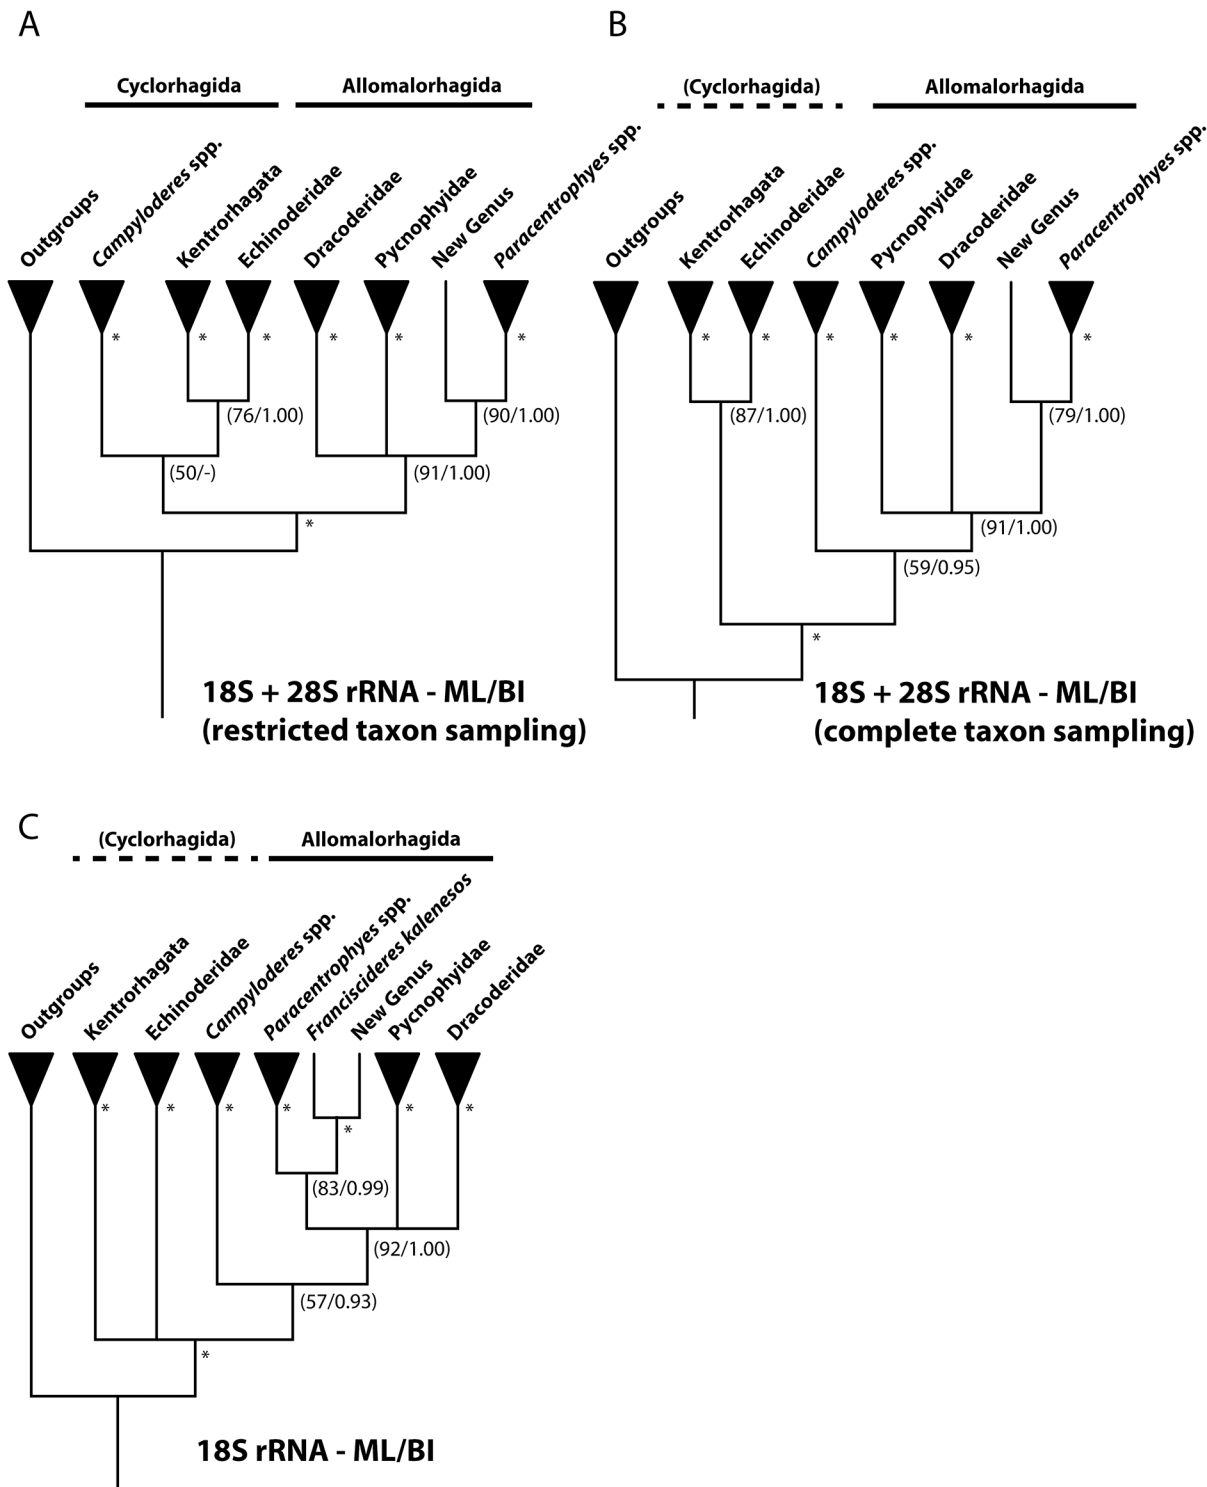 A
Cyclorhagida
Allomalorhagida
Outgroups
Campyloderes spp.
Kentrorhagata
Echinoderidae
Dracoderidae
Pycnophyidae
New Genus
Paracentrophyes spp.
*
*
*
*
*
*
(76/1.00)
(90/1.00)
(50/-)
(91/1.00)
*
18S + 28S rRNA - ML/BI
(restricted taxon sampling)
B
(Cyclorhagida)
Allomalorhagida
Outgroups
Kentrorhagata
Echinoderidae
Campyloderes spp.
Pycnophyidae
Dracoderidae
New Genus
Paracentrophyes spp.
*
*
*
*
*
*
(87/1.00)
(79/1.00)
(91/1.00)
(59/0.95)
*
18S + 28S rRNA - ML/BI
(complete taxon sampling)
C
(Cyclorhagida)
Allomalorhagida
Outgroups
Kentrorhagata
Echinoderidae
Campyloderes spp.
Paracentrophyes spp.
Franciscideres kalenesos
New Genus
Pycnophyidae
Dracoderidae
*
*
*
*
*
*
*
(83/0.99)
(92/1.00)
(57/0.93)
*
18S rRNA - ML/BI